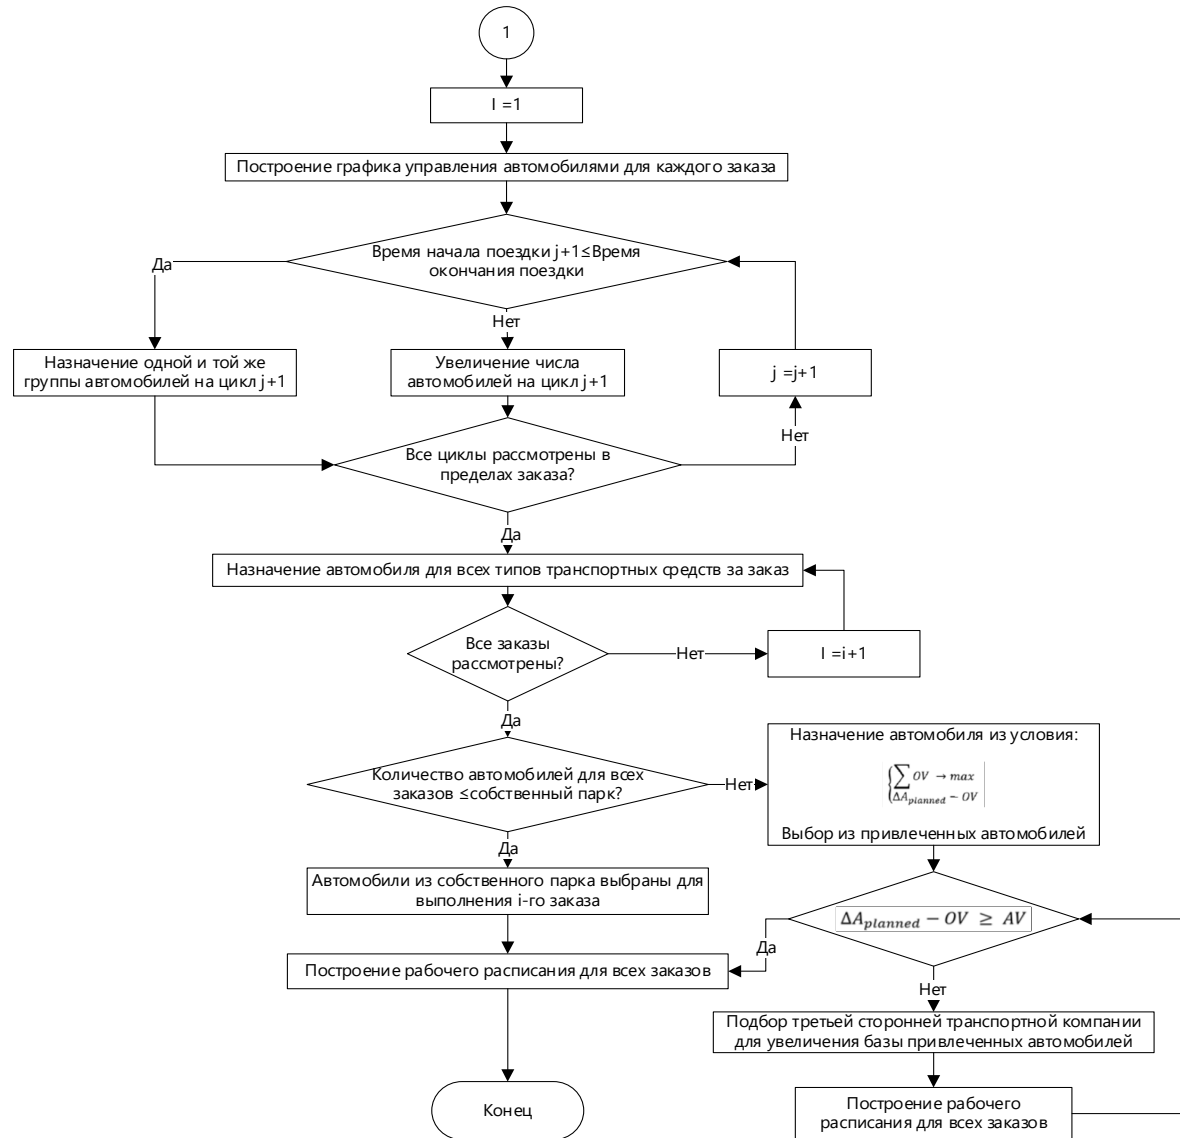 1
I =1
Построение графика управления автомобилями для каждого заказа
Время начала поездки j+1≤Время
окончания поездки
Да
Нет
Назначение одной и той же
группы автомобилей на цикл j+1
Увеличение числа
автомобилей на цикл j+1
j =j+1
Нет
Все циклы рассмотрены в
пределах заказа?
Да
Назначение автомобиля для всех типов транспортных средств за заказ
Все заказы
рассмотрены?
Нет
I =i+1
Да
Количество автомобилей для всех
заказов ≤собственный парк?
Нет
Назначение автомобиля из условия:
{∑ OV → max
ΔA_planned − OV
Выбор из привлеченных автомобилей
Да
Автомобили из собственного парка выбраны для
выполнения i-го заказа
ΔA_planned − OV ≥ AV
Да
Построение рабочего расписания для всех заказов
Нет
Подбор третьей сторонней транспортной компании
для увеличения базы привлеченных автомобилей
Построение рабочего
расписания для всех заказов
Конец